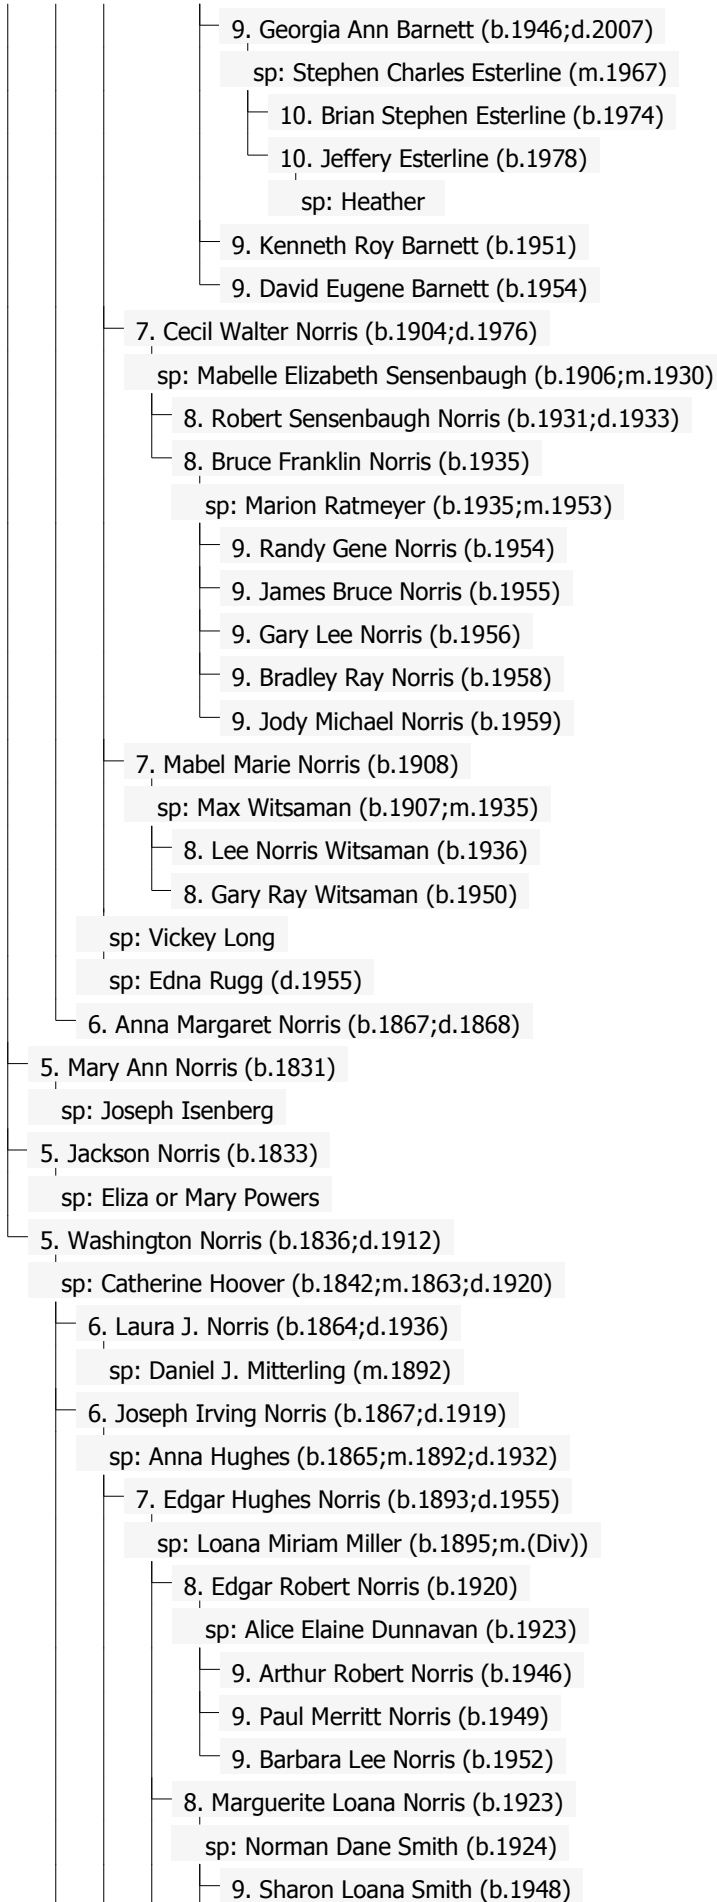 9. Georgia Ann Barnett (b.1946;d.2007)
sp: Stephen Charles Esterline (m.1967)
10. Brian Stephen Esterline (b.1974)
10. Jeffery Esterline (b.1978)
sp: Heather
9. Kenneth Roy Barnett (b.1951)
9. David Eugene Barnett (b.1954)
7. Cecil Walter Norris (b.1904;d.1976)
sp: Mabelle Elizabeth Sensenbaugh (b.1906;m.1930)
8. Robert Sensenbaugh Norris (b.1931;d.1933)
8. Bruce Franklin Norris (b.1935)
sp: Marion Ratmeyer (b.1935;m.1953)
9. Randy Gene Norris (b.1954)
9. James Bruce Norris (b.1955)
9. Gary Lee Norris (b.1956)
9. Bradley Ray Norris (b.1958)
9. Jody Michael Norris (b.1959)
7. Mabel Marie Norris (b.1908)
sp: Max Witsaman (b.1907;m.1935)
8. Lee Norris Witsaman (b.1936)
8. Gary Ray Witsaman (b.1950)
sp: Vickey Long
sp: Edna Rugg (d.1955)
6. Anna Margaret Norris (b.1867;d.1868)
5. Mary Ann Norris (b.1831)
sp: Joseph Isenberg
5. Jackson Norris (b.1833)
sp: Eliza or Mary Powers
5. Washington Norris (b.1836;d.1912)
sp: Catherine Hoover (b.1842;m.1863;d.1920)
6. Laura J. Norris (b.1864;d.1936)
sp: Daniel J. Mitterling (m.1892)
6. Joseph Irving Norris (b.1867;d.1919)
sp: Anna Hughes (b.1865;m.1892;d.1932)
7. Edgar Hughes Norris (b.1893;d.1955)
sp: Loana Miriam Miller (b.1895;m.(Div))
8. Edgar Robert Norris (b.1920)
sp: Alice Elaine Dunnavan (b.1923)
9. Arthur Robert Norris (b.1946)
9. Paul Merritt Norris (b.1949)
9. Barbara Lee Norris (b.1952)
8. Marguerite Loana Norris (b.1923)
sp: Norman Dane Smith (b.1924)
9. Sharon Loana Smith (b.1948)